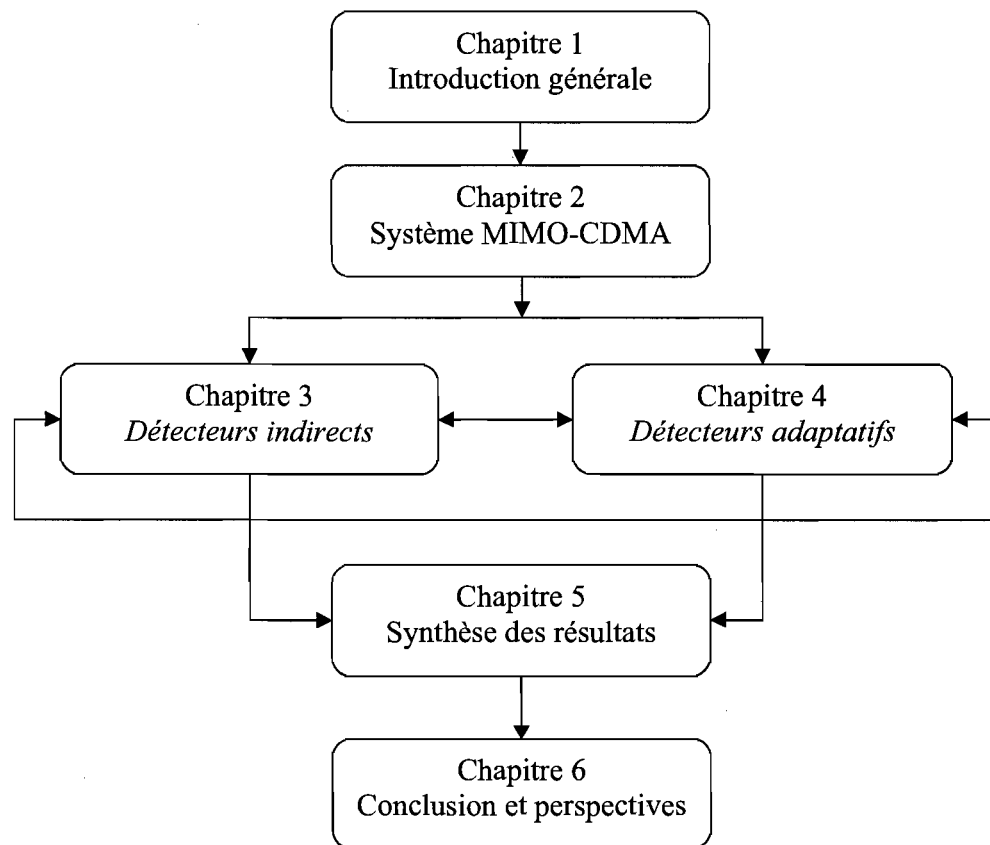 Chapitre 1
Introduction générale
Chapitre 2
Système MIMO-CDMA
Chapitre 3
Détecteurs indirects
Chapitre 4
Détecteurs adaptatifs
Chapitre 5
Synthèse des résultats
Chapitre 6
Conclusion et perspectives